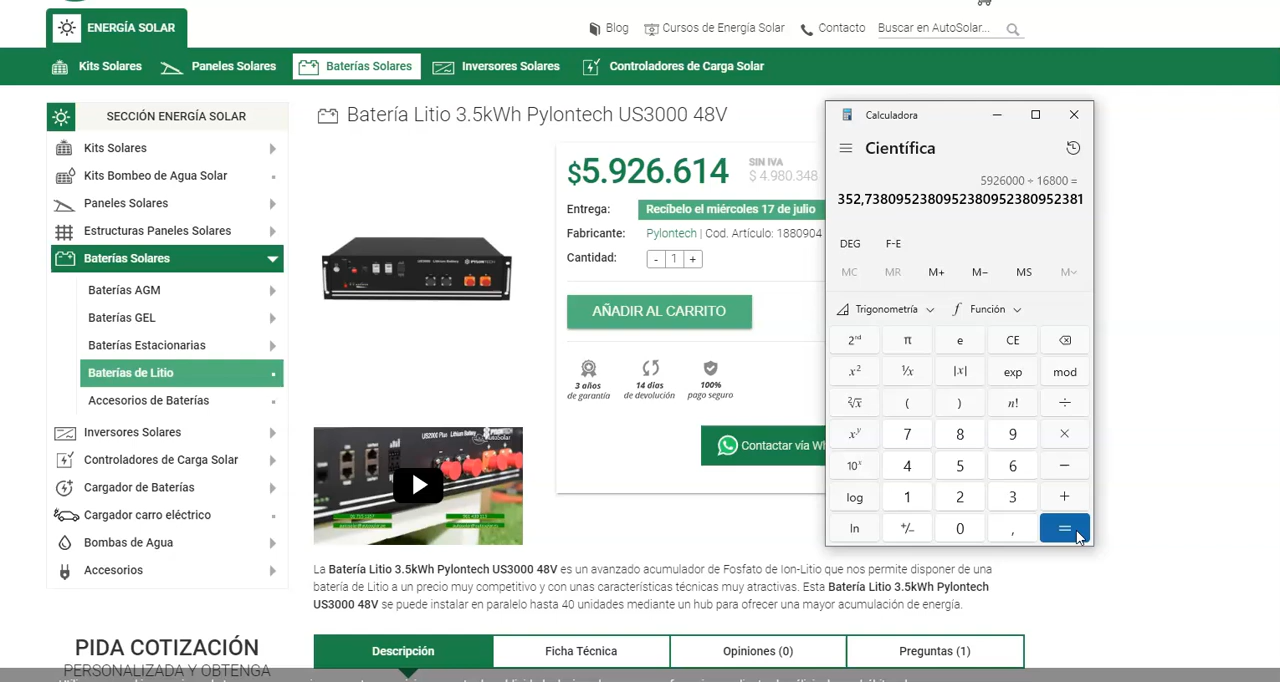 ENERGÍA SOLAR
Blog
Cursos de Energía Solar
Contacto
Buscar en AutoSolar...
Kits Solares
Paneles Solares
Baterías Solares
Inversores Solares
Controladores de Carga Solar
SECCIÓN ENERGÍA SOLAR
Kits Solares
Kits Bombeo de Agua Solar
Paneles Solares
Estructuras Paneles Solares
Baterías Solares
Baterías AGM
Baterías GEL
Baterías Estacionarias
Baterías de Litio
Accesorios de Baterías
Inversores Solares
Controladores de Carga Solar
Cargador de Baterías
Cargador carro eléctrico
Bombas de Agua
Accesorios
PIDA COTIZACIÓN
PERSONALIZADA Y OBTENGA
Batería Litio 3.5kWh Pylontech US3000 48V
$5.926.614
SIN IVA
$ 4.980.348
Entrega: Recíbelo el miércoles 17 de julio
Fabricante: Pylontech | Cod. Artículo: 1880904
Cantidad: - 1 +
AÑADIR AL CARRITO
3 años
de garantía
14 dias
de devolución
100%
pago seguro
Contactar vía Wh
PYLONTECH
US2000 Plus Lithium Battery
AutoSolar
La Batería Litio 3.5kWh Pylontech US3000 48V es un avanzado acumulador de Fosfato de Ion-Litio que nos permite disponer de una
batería de Litio a un precio muy competitivo y con unas características técnicas muy atractivas. Esta Batería Litio 3.5kWh Pylontech
US3000 48V se puede instalar en paralelo hasta 40 unidades mediante un hub para ofrecer una mayor acumulación de energía.
Descripción
Ficha Técnica
Opiniones (0)
Preguntas (1)
Calculadora
Científica
5926000 ÷ 16800 =
352,73809523809523809523809523​81
DEG F-E
MC MR M+ M− MS M
Trigonometría Función
2ⁿᵈ π e CE
x² ¹/x |x| exp mod
²√x ( ) n! ÷
xʸ 7 8 9 ×
10ˣ 4 5 6 −
log 1 2 3 +
ln +/− 0 , =